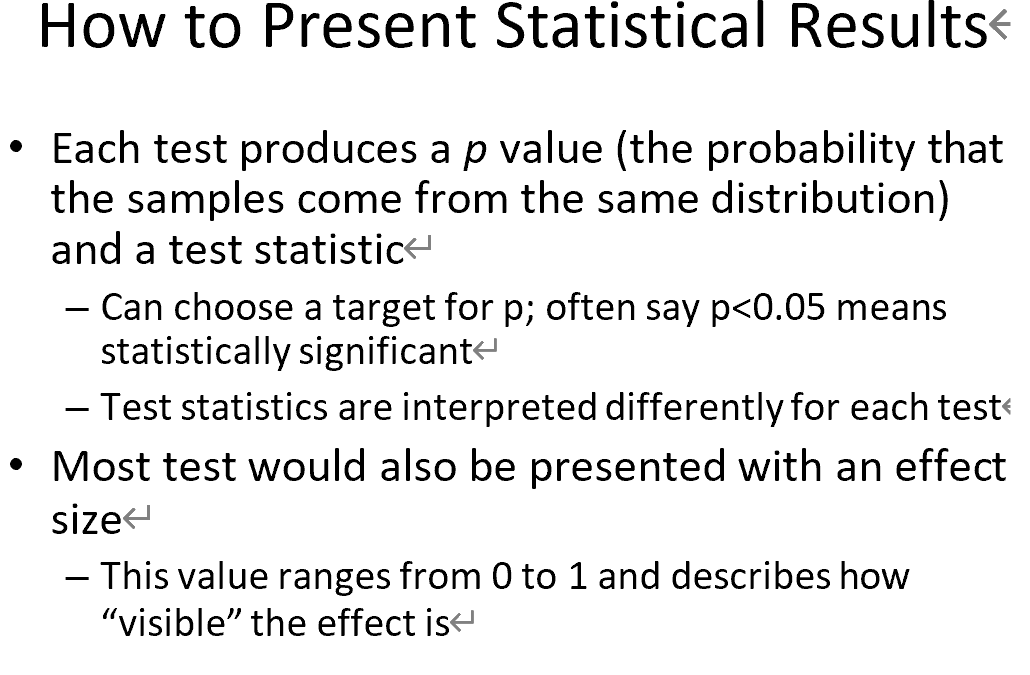 How to Present Statistical Results
• Each test produces a p value (the probability that
the samples come from the same distribution)
and a test statistic
– Can choose a target for p; often say p<0.05 means
statistically significant
– Test statistics are interpreted differently for each test
• Most test would also be presented with an effect
size
– This value ranges from 0 to 1 and describes how
“visible” the effect is